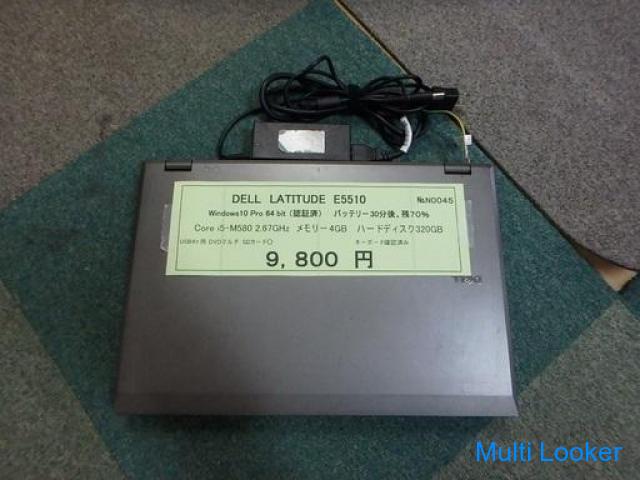 DELL LATITUDE E5510 №N0045
Windows10 Pro 64 bit (認証済) バッテリー30分後、残70%
Core i5-M580 2.67GHz メモリー4GB ハードディスク320GB
DVDマルチ SDカード○ キーボード確認済み
9,800 円
Multi Looker